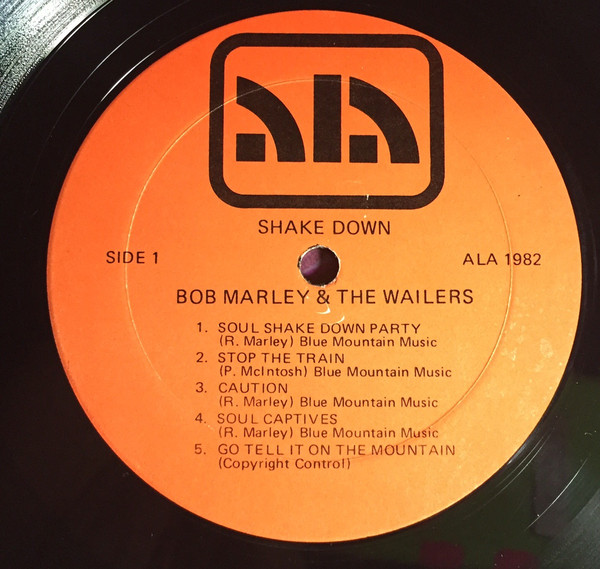 ala
SHAKE DOWN
SIDE 1
ALA 1982
BOB MARLEY & THE WAILERS
1. SOUL SHAKE DOWN PARTY
(R. Marley) Blue Mountain Music
2. STOP THE TRAIN
(P. McIntosh) Blue Mountain Music
3. CAUTION
(R. Marley) Blue Mountain Music
4. SOUL CAPTIVES
(R. Marley) Blue Mountain Music
5. GO TELL IT ON THE MOUNTAIN
(Copyright Control)